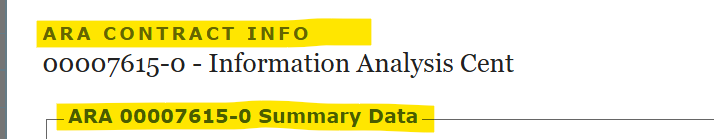 ARA CONTRACT INFO
00007615-0 - Information Analysis Cent
ARA 00007615-0 Summary Data